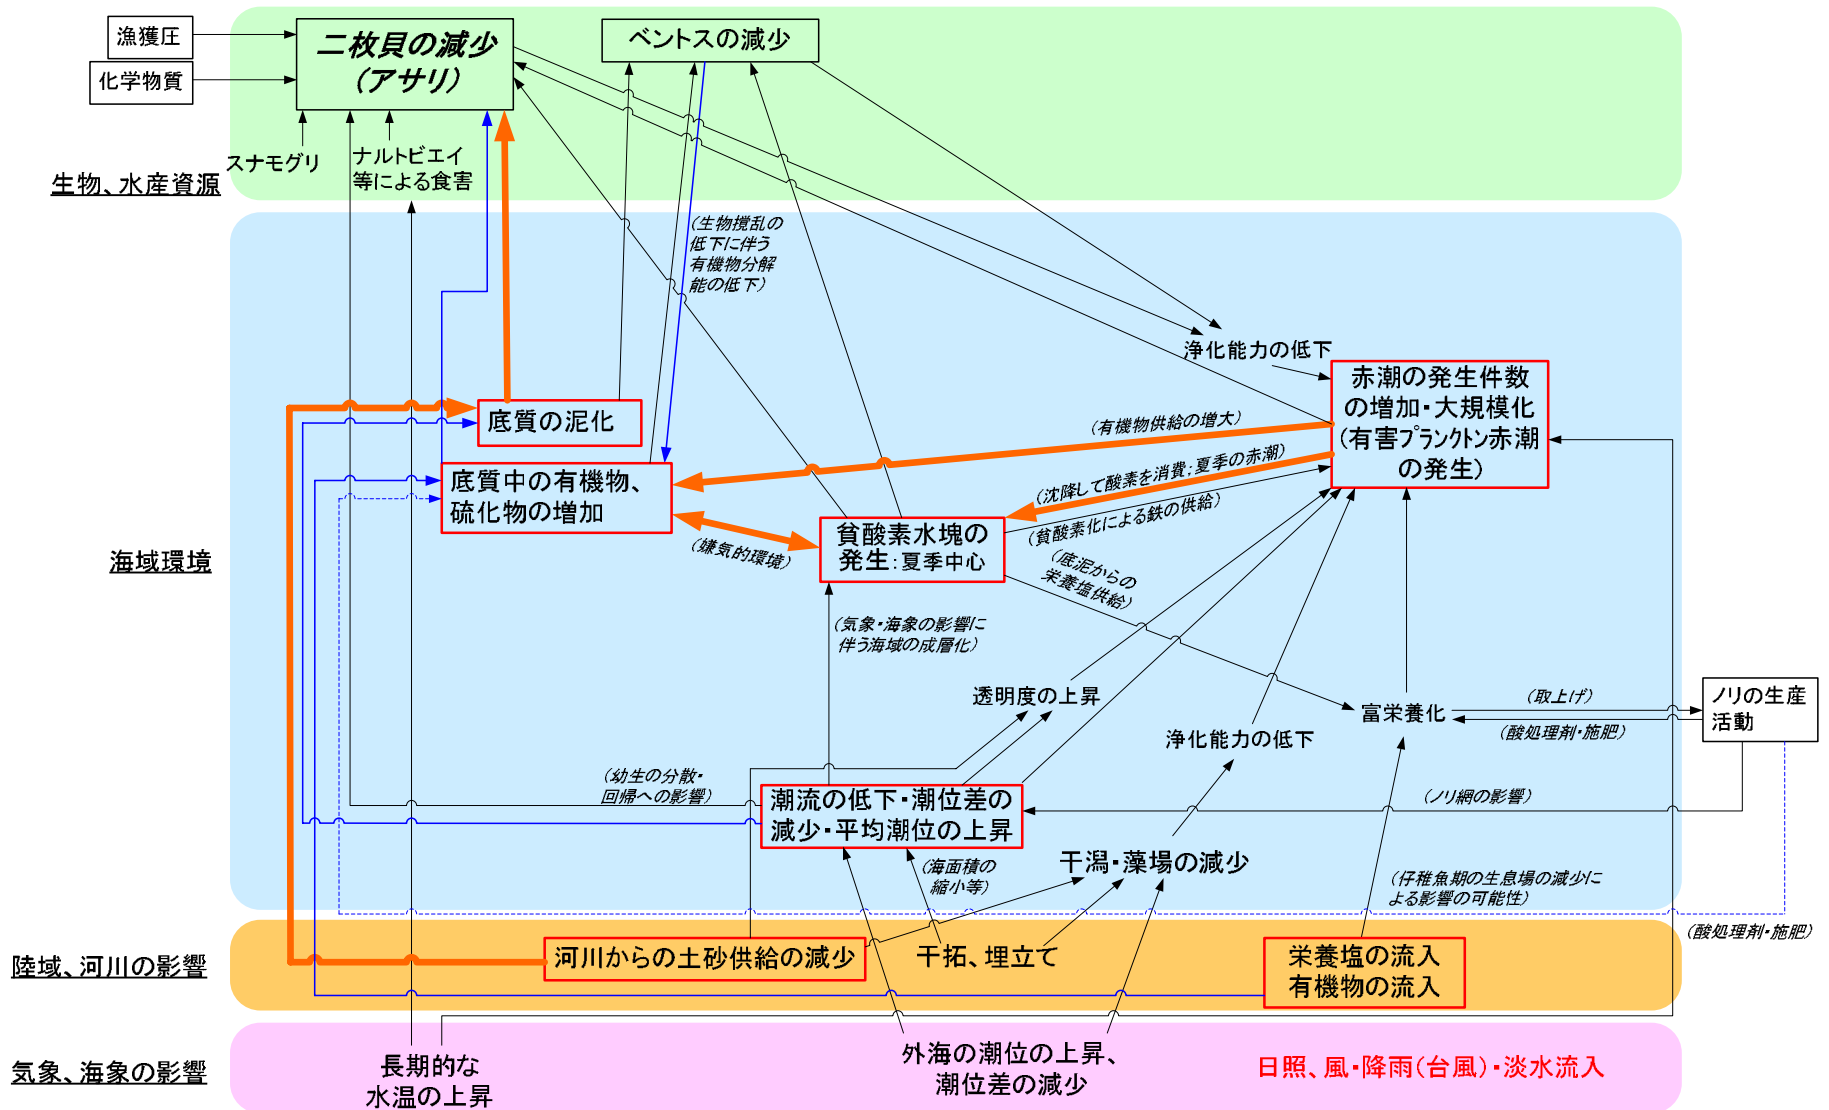 漁獲圧
化学物質
二枚貝の減少
（アサリ）
ベントスの減少
スナモグリ
ナルトビエイ
等による食害
生物、水産資源
（生物撹乱の
低下に伴う
有機物分解
能の低下）
浄化能力の低下
赤潮の発生件数
の増加・大規模化
（有害プランクトン赤潮
の発生）
（有機物供給の増大）
底質の泥化
底質中の有機物、
硫化物の増加
（沈降して酸素を消費：夏季の赤潮）
（貧酸素化による鉄の供給）
貧酸素水塊の
発生：夏季中心
（嫌気的環境）
（底泥からの
栄養塩供給）
海域環境
（気象・海象の影響に
伴う海域の成層化）
透明度の上昇
富栄養化
（取上げ）
（酸処理剤・施肥）
ノリの生産
活動
浄化能力の低下
（幼生の分散・
回帰への影響）
潮流の低下・潮位差の
減少・平均潮位の上昇
（ノリ網の影響）
（海面積の
縮小等）
干潟・藻場の減少
（仔稚魚期の生息場の減少に
よる影響の可能性）
（酸処理剤・施肥）
陸域、河川の影響
河川からの土砂供給の減少
干拓、埋立て
栄養塩の流入
有機物の流入
気象、海象の影響
長期的な
水温の上昇
外海の潮位の上昇、
潮位差の減少
日照、風・降雨（台風）・淡水流入